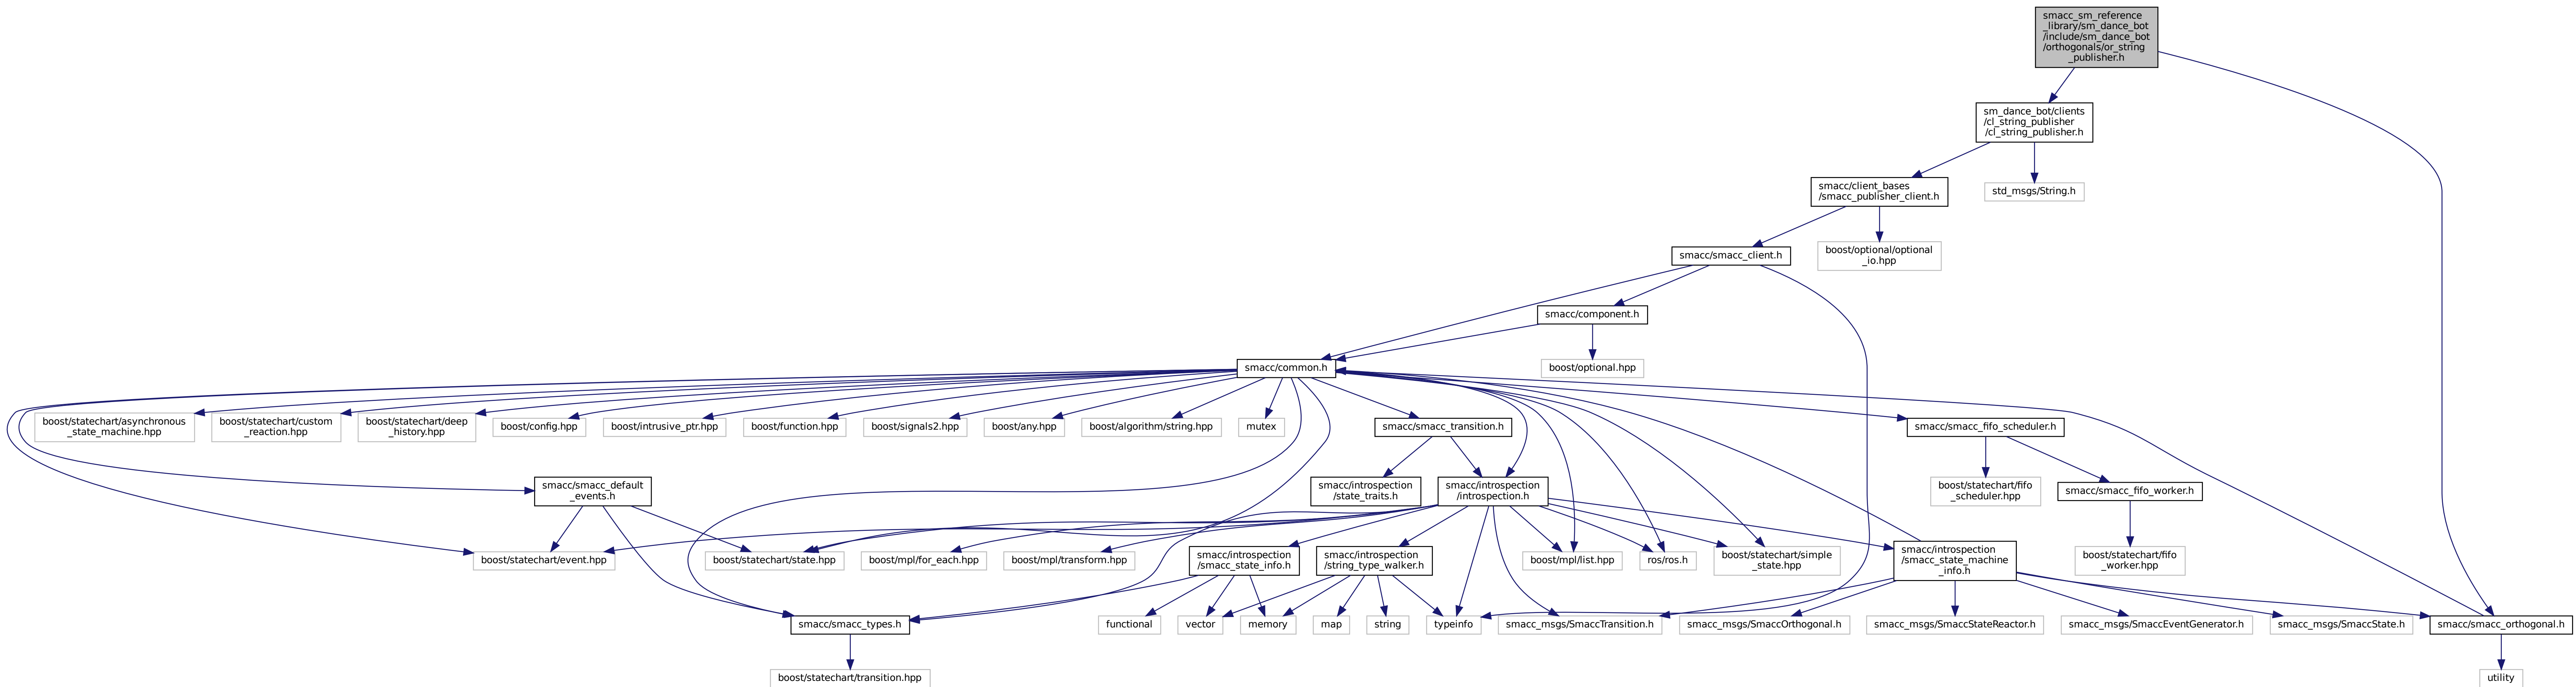 smacc_sm_reference
_library/sm_dance_bot
/include/sm_dance_bot
/orthogonals/or_string
_publisher.h
sm_dance_bot/clients
/cl_string_publisher
/cl_string_publisher.h
smacc/client_bases
/smacc_publisher_client.h
std_msgs/String.h
smacc/smacc_client.h
boost/optional/optional
_io.hpp
smacc/component.h
smacc/common.h
boost/optional.hpp
boost/statechart/asynchronous
_state_machine.hpp
boost/statechart/custom
_reaction.hpp
boost/statechart/deep
_history.hpp
boost/config.hpp
boost/intrusive_ptr.hpp
boost/function.hpp
boost/signals2.hpp
boost/any.hpp
boost/algorithm/string.hpp
mutex
smacc/smacc_transition.h
smacc/smacc_fifo_scheduler.h
smacc/smacc_default
_events.h
smacc/introspection
/state_traits.h
smacc/introspection
/introspection.h
boost/statechart/fifo
_scheduler.hpp
smacc/smacc_fifo_worker.h
boost/statechart/event.hpp
boost/statechart/state.hpp
boost/mpl/for_each.hpp
boost/mpl/transform.hpp
smacc/introspection
/smacc_state_info.h
smacc/introspection
/string_type_walker.h
boost/mpl/list.hpp
ros/ros.h
boost/statechart/simple
_state.hpp
smacc/introspection
/smacc_state_machine
_info.h
boost/statechart/fifo
_worker.hpp
smacc/smacc_types.h
functional
vector
memory
map
string
typeinfo
smacc_msgs/SmaccTransition.h
smacc_msgs/SmaccOrthogonal.h
smacc_msgs/SmaccStateReactor.h
smacc_msgs/SmaccEventGenerator.h
smacc_msgs/SmaccState.h
smacc/smacc_orthogonal.h
boost/statechart/transition.hpp
utility